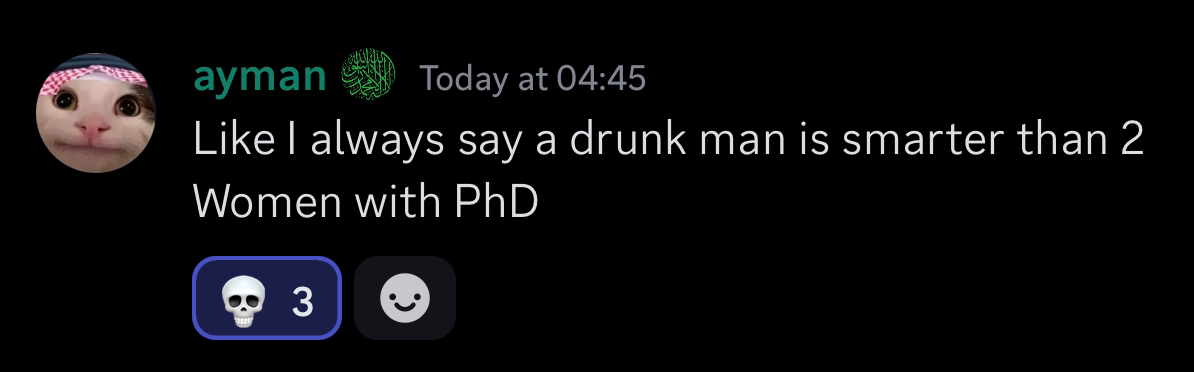 ayman Today at 04:45
Like I always say a drunk man is smarter than 2
Women with PhD
3